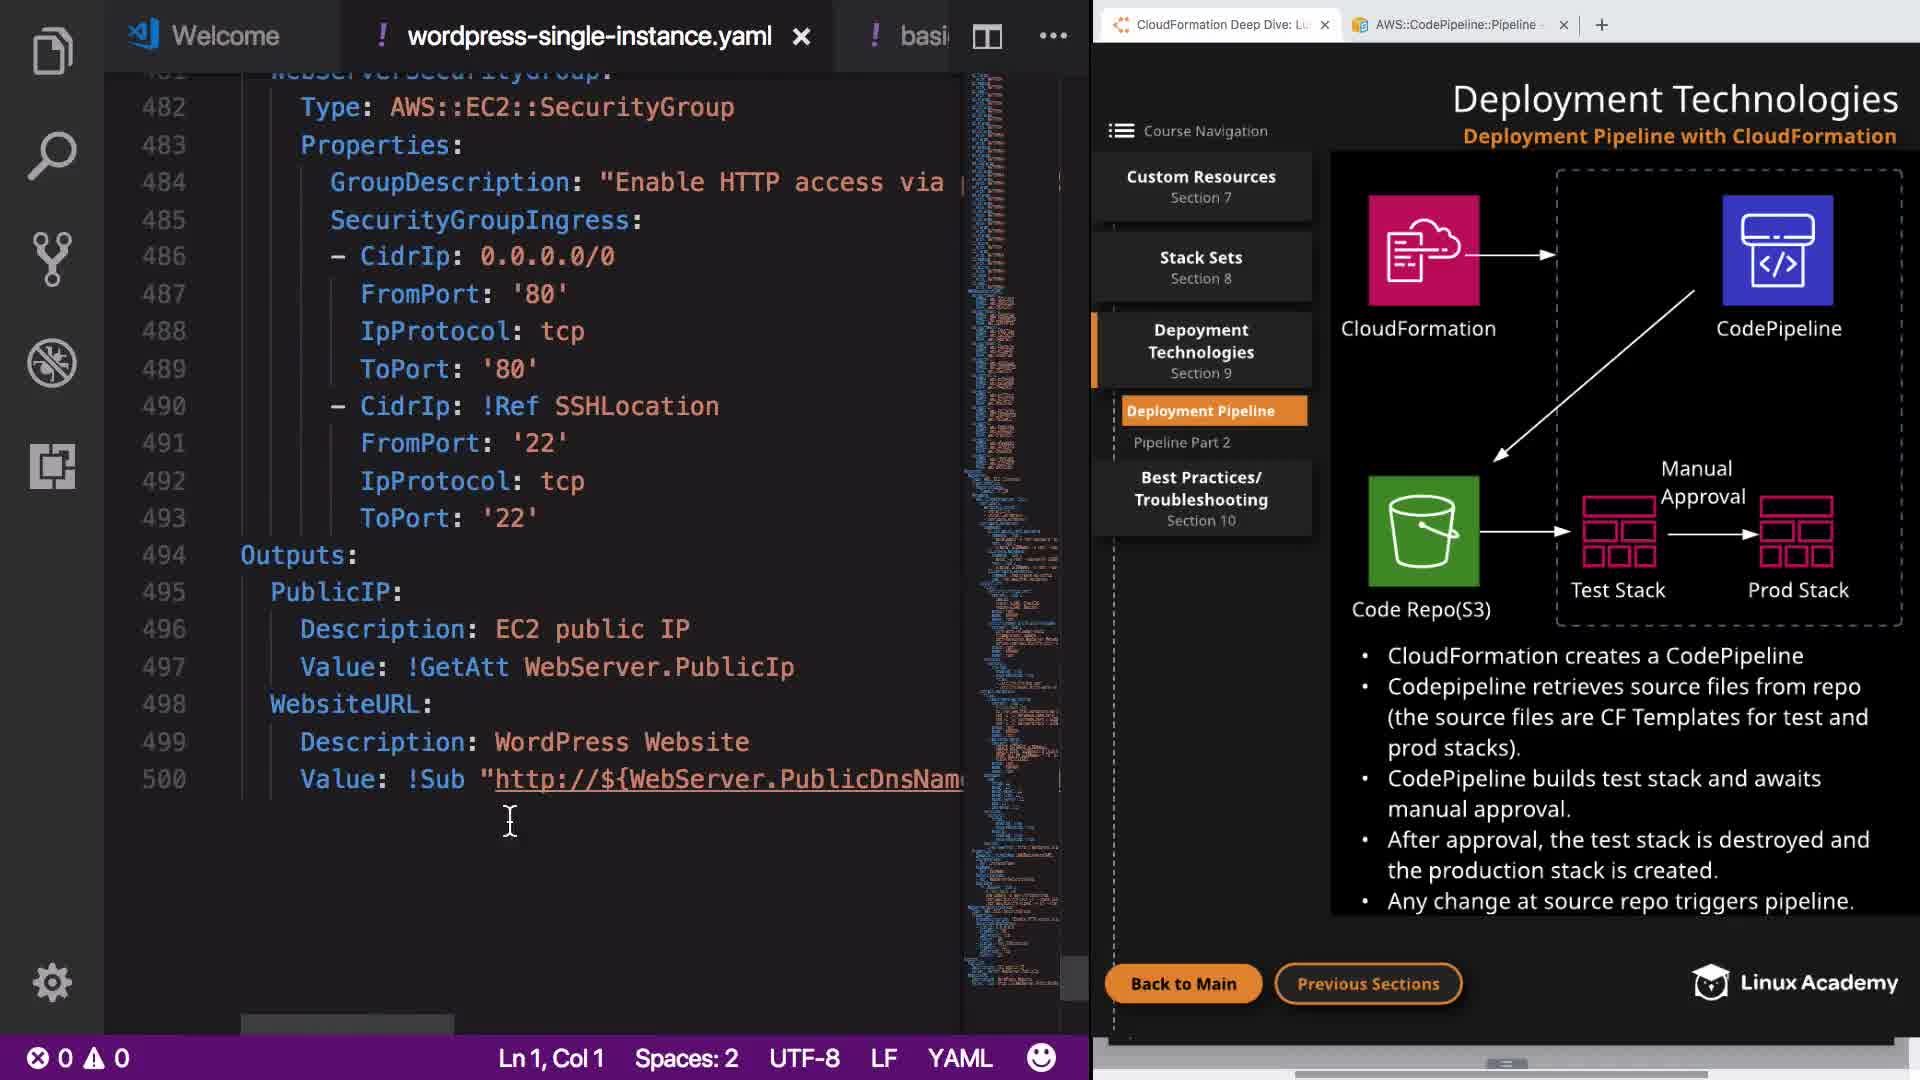 Welcome
! wordpress-single-instance.yaml
!
482 Type: AWS::EC2::SecurityGroup
483 Properties:
484 GroupDescription: "Enable HTTP access via
485 SecurityGroupIngress:
486 - CidrIp: 0.0.0.0/0
487 FromPort: '80'
488 IpProtocol: tcp
489 ToPort: '80'
490 - CidrIp: !Ref SSHLocation
491 FromPort: '22'
492 IpProtocol: tcp
493 ToPort: '22'
494 Outputs:
495 PublicIP:
496 Description: EC2 public IP
497 Value: !GetAtt WebServer.PublicIp
498 WebsiteURL:
499 Description: WordPress Website
500 Value: !Sub "http://${WebServer.PublicDnsNam
0 0
Ln 1, Col 1 Spaces: 2 UTF-8 LF YAML
CloudFormation Deep Dive: Lu
AWS::CodePipeline::Pipeline -
Deployment Technologies
Deployment Pipeline with CloudFormation
Course Navigation
Custom Resources
Section 7
Stack Sets
Section 8
Depoyment
Technologies
Section 9
Deployment Pipeline
Pipeline Part 2
Best Practices/
Troubleshooting
Section 10
CloudFormation
CodePipeline
Manual
Approval
Code Repo(S3)
Test Stack
Prod Stack
• CloudFormation creates a CodePipeline
• Codepipeline retrieves source files from repo
(the source files are CF Templates for test and
prod stacks).
• CodePipeline builds test stack and awaits
manual approval.
• After approval, the test stack is destroyed and
the production stack is created.
• Any change at source repo triggers pipeline.
Back to Main
Previous Sections
Linux Academy